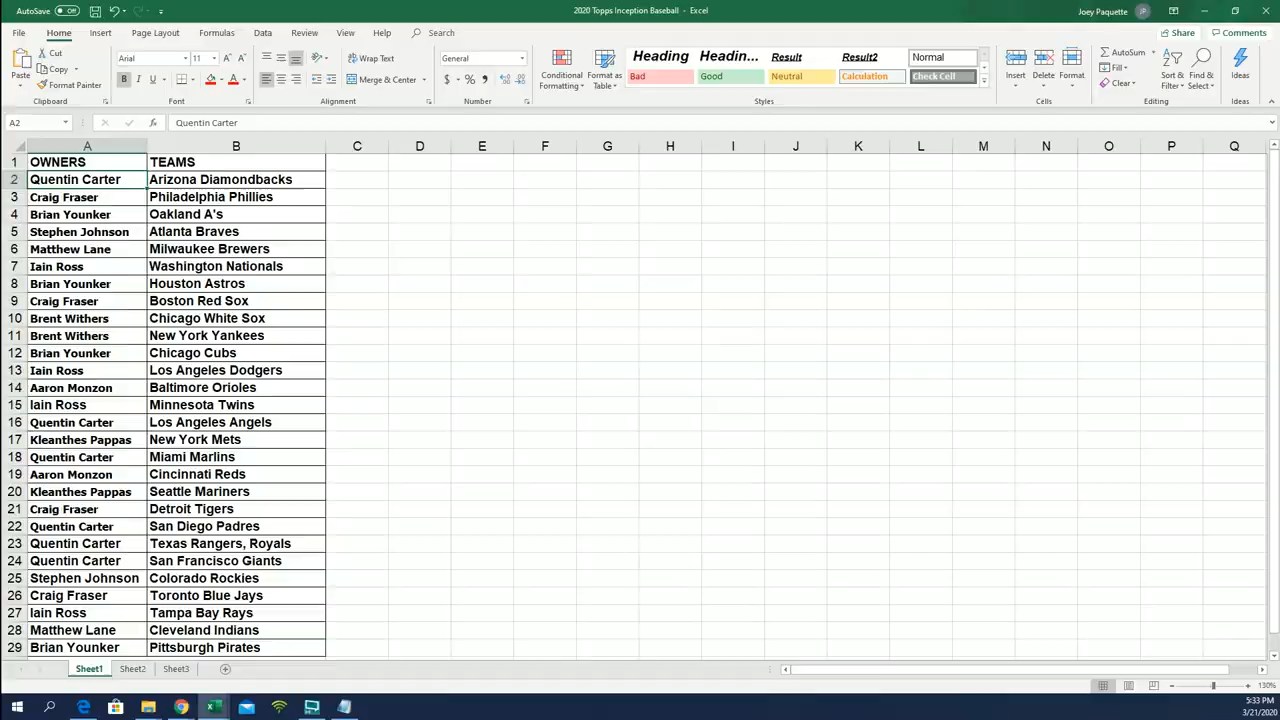 AutoSave Off 2020 Topps Inception Baseball - Excel Joey Paquette JP
File Home Insert Page Layout Formulas Data Review View Help Search Share Comments
Paste Cut Copy Format Painter Clipboard
Arial 11 A A B I U A Font
Wrap Text Merge & Center Alignment
General $ % , Number
Conditional Formatting Format as Table
Heading Headin... Result Result2 Normal
Bad Good Neutral Calculation Check Cell
Styles
Insert Delete Format Cells
AutoSum Fill Clear Sort & Filter Find & Select Editing
Ideas Ideas
A2 fx Quentin Carter
A B C D E F G H I J K L M N O P Q
1 OWNERS TEAMS
2 Quentin Carter Arizona Diamondbacks
3 Craig Fraser Philadelphia Phillies
4 Brian Younker Oakland A's
5 Stephen Johnson Atlanta Braves
6 Matthew Lane Milwaukee Brewers
7 Iain Ross Washington Nationals
8 Brian Younker Houston Astros
9 Craig Fraser Boston Red Sox
10 Brent Withers Chicago White Sox
11 Brent Withers New York Yankees
12 Brian Younker Chicago Cubs
13 Iain Ross Los Angeles Dodgers
14 Aaron Monzon Baltimore Orioles
15 Iain Ross Minnesota Twins
16 Quentin Carter Los Angeles Angels
17 Kleanthes Pappas New York Mets
18 Quentin Carter Miami Marlins
19 Aaron Monzon Cincinnati Reds
20 Kleanthes Pappas Seattle Mariners
21 Craig Fraser Detroit Tigers
22 Quentin Carter San Diego Padres
23 Quentin Carter Texas Rangers, Royals
24 Quentin Carter San Francisco Giants
25 Stephen Johnson Colorado Rockies
26 Craig Fraser Toronto Blue Jays
27 Iain Ross Tampa Bay Rays
28 Matthew Lane Cleveland Indians
29 Brian Younker Pittsburgh Pirates
Sheet1 Sheet2 Sheet3
130%
5:33 PM
3/21/2020